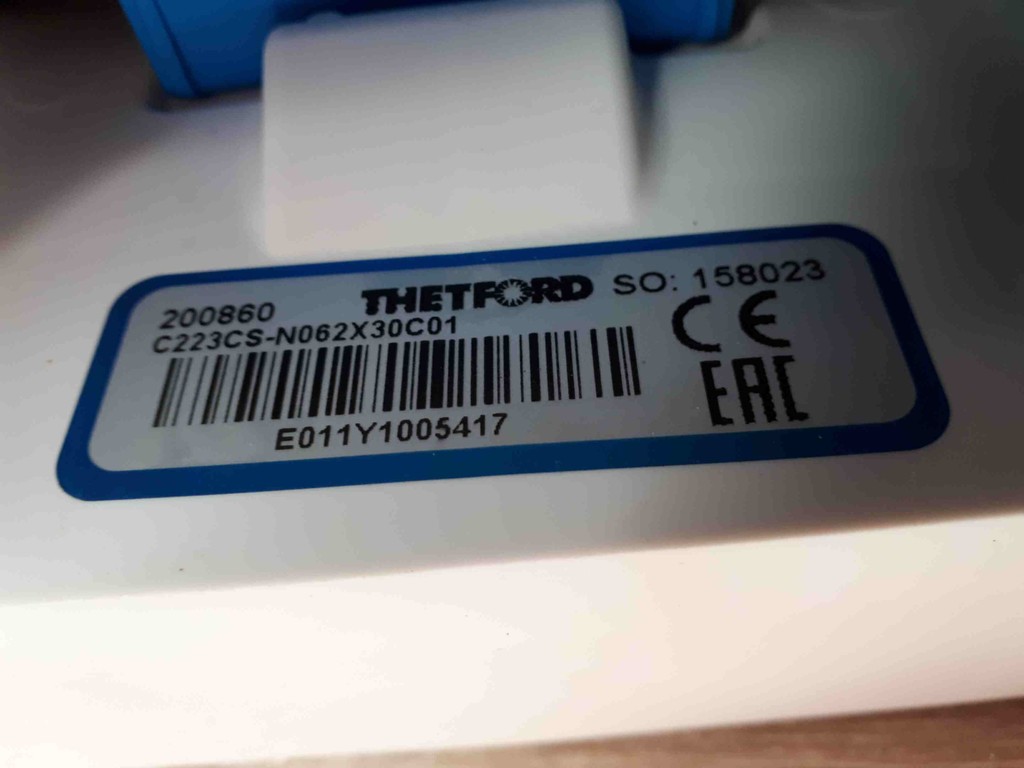 200860 THETFORD SO: 158023
C223CS-N062X30C01 CE
EAC
E011Y1005417